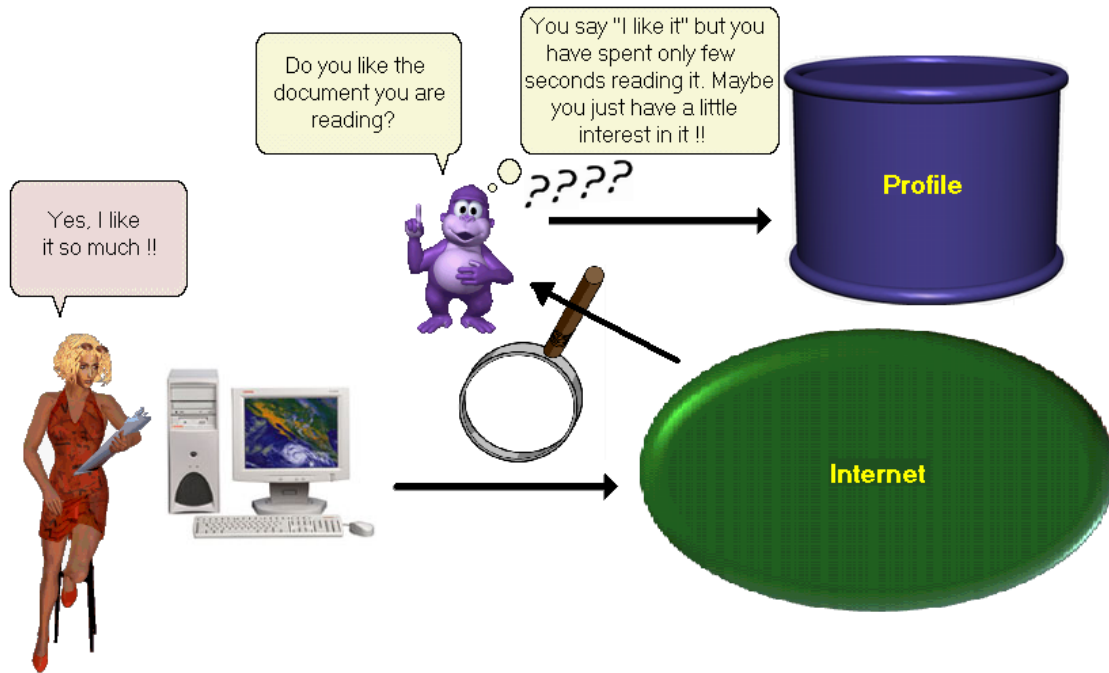 Do you like the
document you are
reading?
You say "I like it" but you
have spent only few
seconds reading it. Maybe
you just have a little
interest in it !!
????
Profile
Yes, I like
it so much !!
Internet